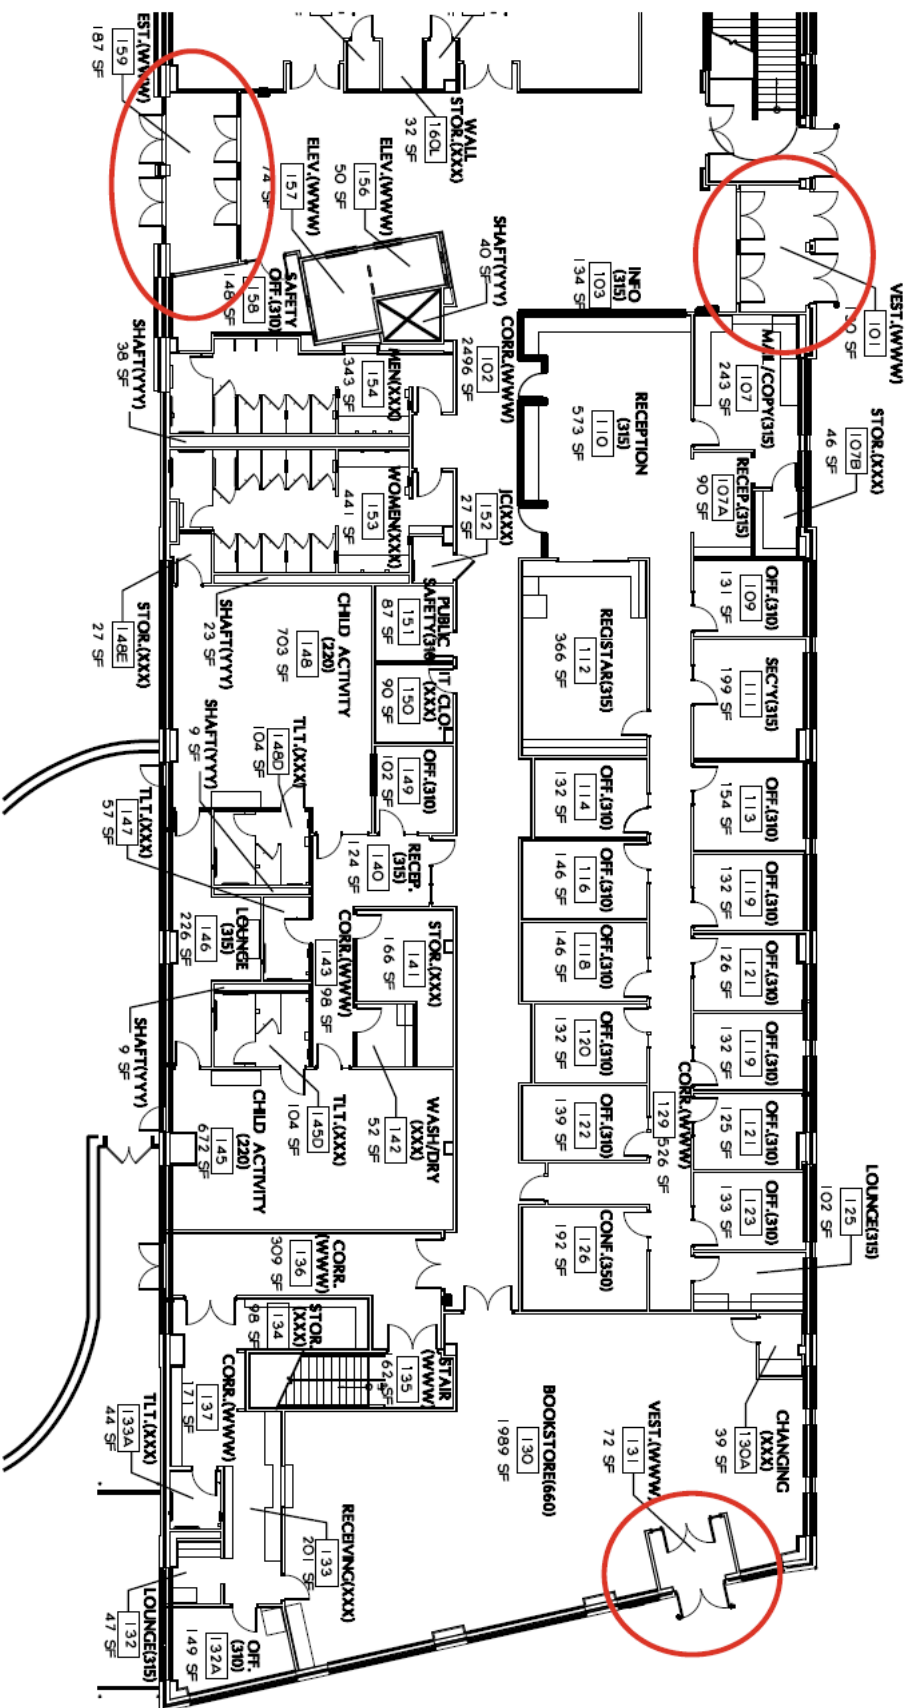 VEST.(WWW)
101
STOR.(XXX)
107B
46 SF
LOUNGE(315)
125
102 SF
MAIL/COPY(315)
107
243 SF
RECEP.(315)
107A
90 SF
OFF.(310)
109
131 SF
SEC'Y(315)
111
199 SF
OFF.(310)
113
154 SF
OFF.(310)
119
132 SF
OFF.(310)
121
126 SF
OFF.(310)
119
132 SF
OFF.(310)
121
125 SF
OFF.(310)
123
133 SF
CHANGING
(XXX)
130A
39 SF
INFO
(315)
103
134 SF
RECEPTION
(315)
110
573 SF
REGISTAR(315)
112
366 SF
OFF.(310)
114
132 SF
OFF.(310)
116
146 SF
OFF.(310)
118
146 SF
OFF.(310)
120
132 SF
OFF.(310)
122
139 SF
CORR.(WWW)
129 526 SF
CONF.(350)
126
192 SF
VEST.(WWW)
131
72 SF
BOOKSTORE(660)
130
1989 SF
WALL
STOR.(XXX)
160L
32 SF
ELEV.(WWW)
156
50 SF
ELEV.(WWW)
157
74 SF
SHAFT(YYY)
40 SF
CORR.(WWW)
102
2496 SF
JC(XXX)
152
27 SF
EST.(WWW)
159
187 SF
SAFETY
OFF.(310)
158
148 SF
MEN(XXX)
154
343 SF
WOMEN(XXX)
153
441 SF
SHAFT(YYY)
38 SF
PUBLIC
SAFETY(310
151
87 SF
IT CLO.
(XXX)
150
90 SF
OFF.(310)
149
102 SF
RECEP.
(315)
140
124 SF
STOR.(XXX)
141
166 SF
WASH/DRY
(XXX)
142
52 SF
CORR.(WWW)
143 98 SF
STOR.(XXX)
148E
27 SF
SHAFT(YYY)
23 SF
CHILD ACTIVITY
(220)
148
703 SF
TLT.(XXX)
148D
104 SF
SHAFT(YYY)
9 SF
TLT.(XXX)
147
57 SF
LOUNGE
(315)
146
226 SF
SHAFT(YYY)
9 SF
TLT.(XXX)
145D
104 SF
CHILD ACTIVITY
(220)
145
672 SF
CORR.
(WWW)
136
309 SF
STOR.
(XXX)
134
98 SF
STAIR
(WWW)
135
62 SF
CORR.(WWW)
137
171 SF
TLT.(XXX)
133A
44 SF
RECEIVING(XXX)
133
201 SF
LOUNGE(315)
132
47 SF
OFF.
(310)
132A
149 SF